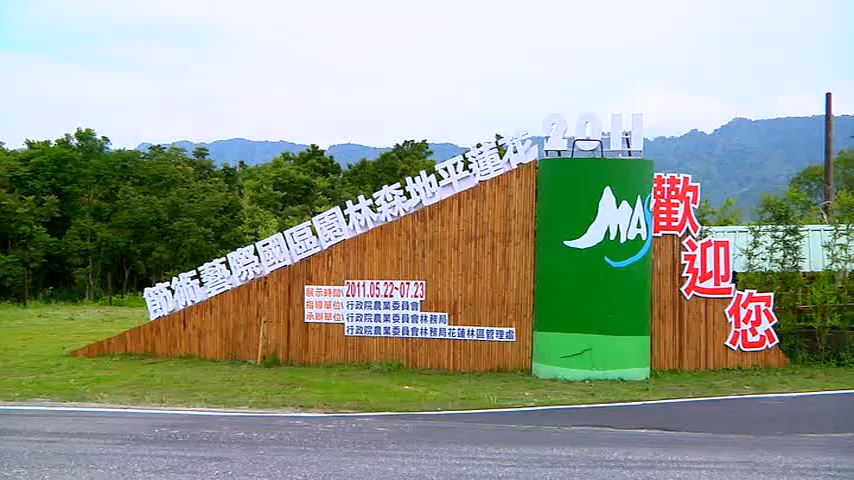 2011
花蓮平地森林園區國際藝術節
MAS
歡迎您
展示時間 2011.05.22~07.23
指導單位 行政院農業委員會
承辦單位 行政院農業委員會林務局
行政院農業委員會林務局花蓮林區管理處